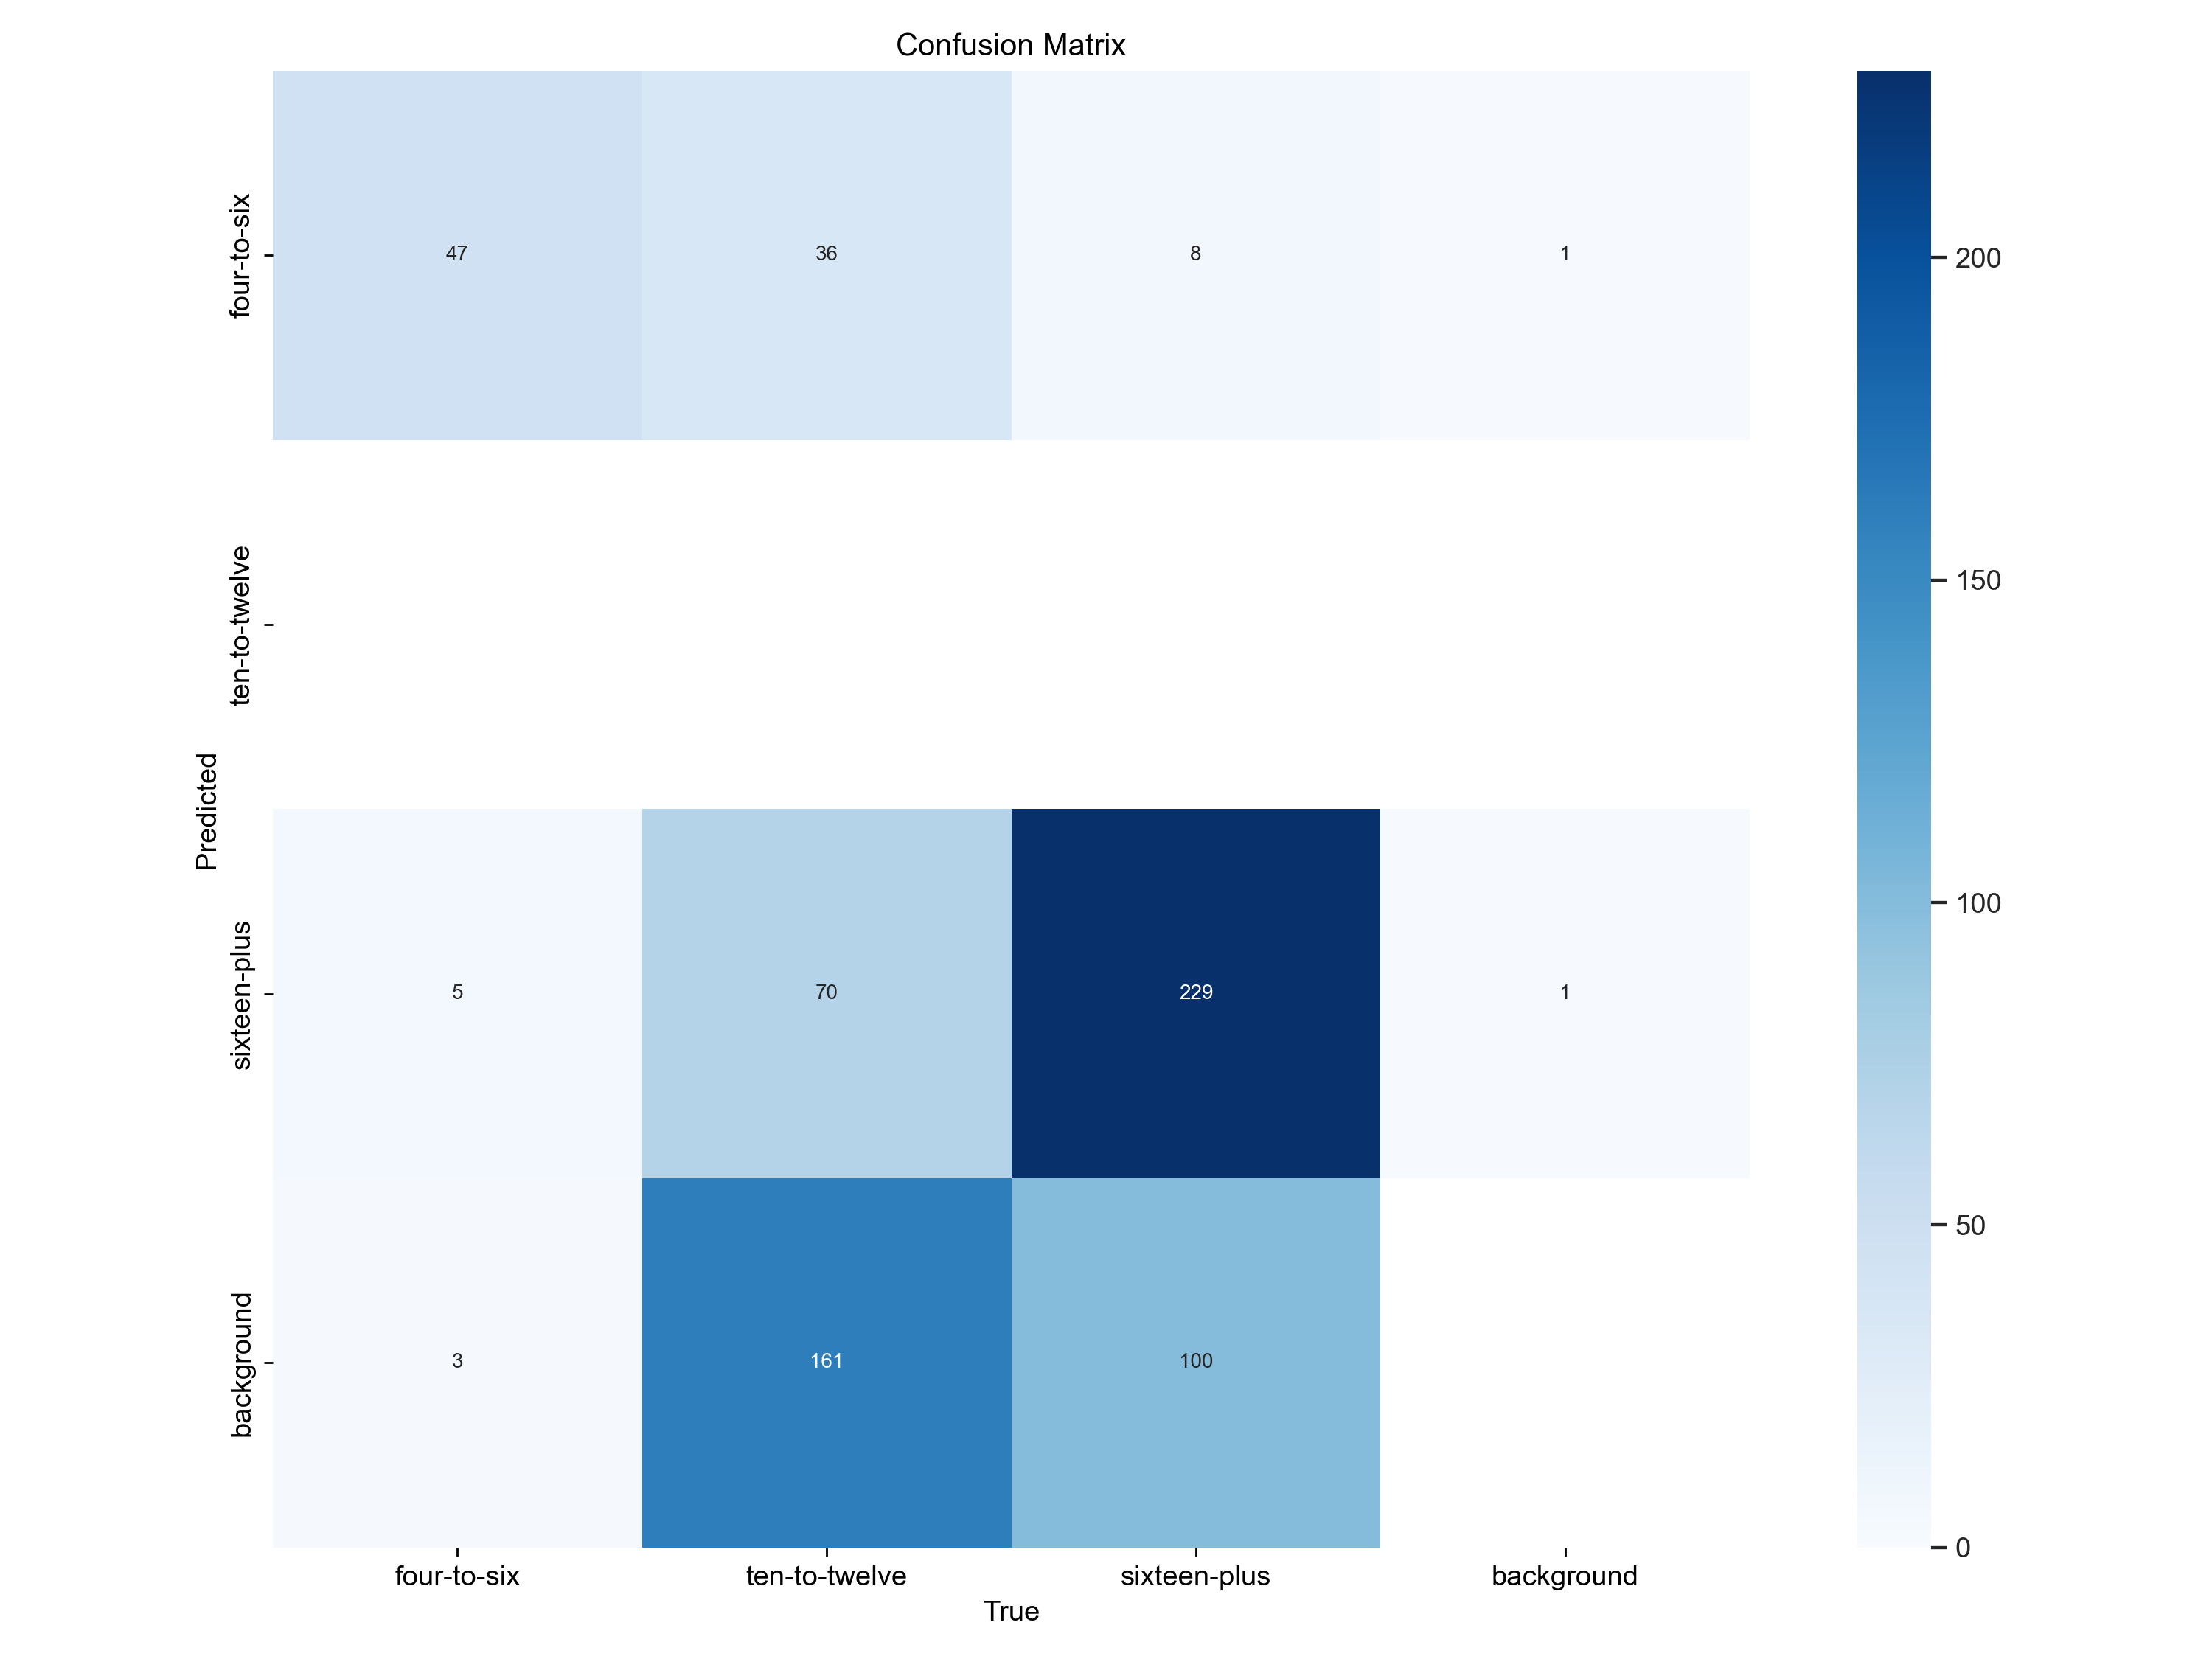 Confusion Matrix
four-to-six
47 36 8 1
ten-to-twelve
Predicted
sixteen-plus
5 70 229 1
background
3 161 100
four-to-six ten-to-twelve sixteen-plus background
True
200
150
100
50
0